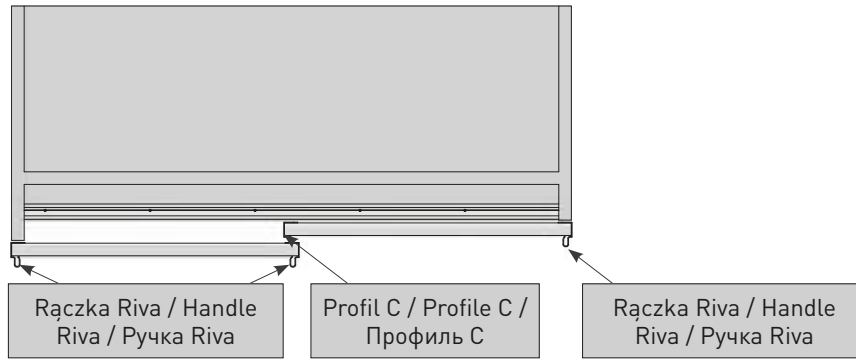 Rączka Riva / Handle
Riva / Ручка Riva
Profil C / Profile C /
Профиль C
Rączka Riva / Handle
Riva / Ручка Riva